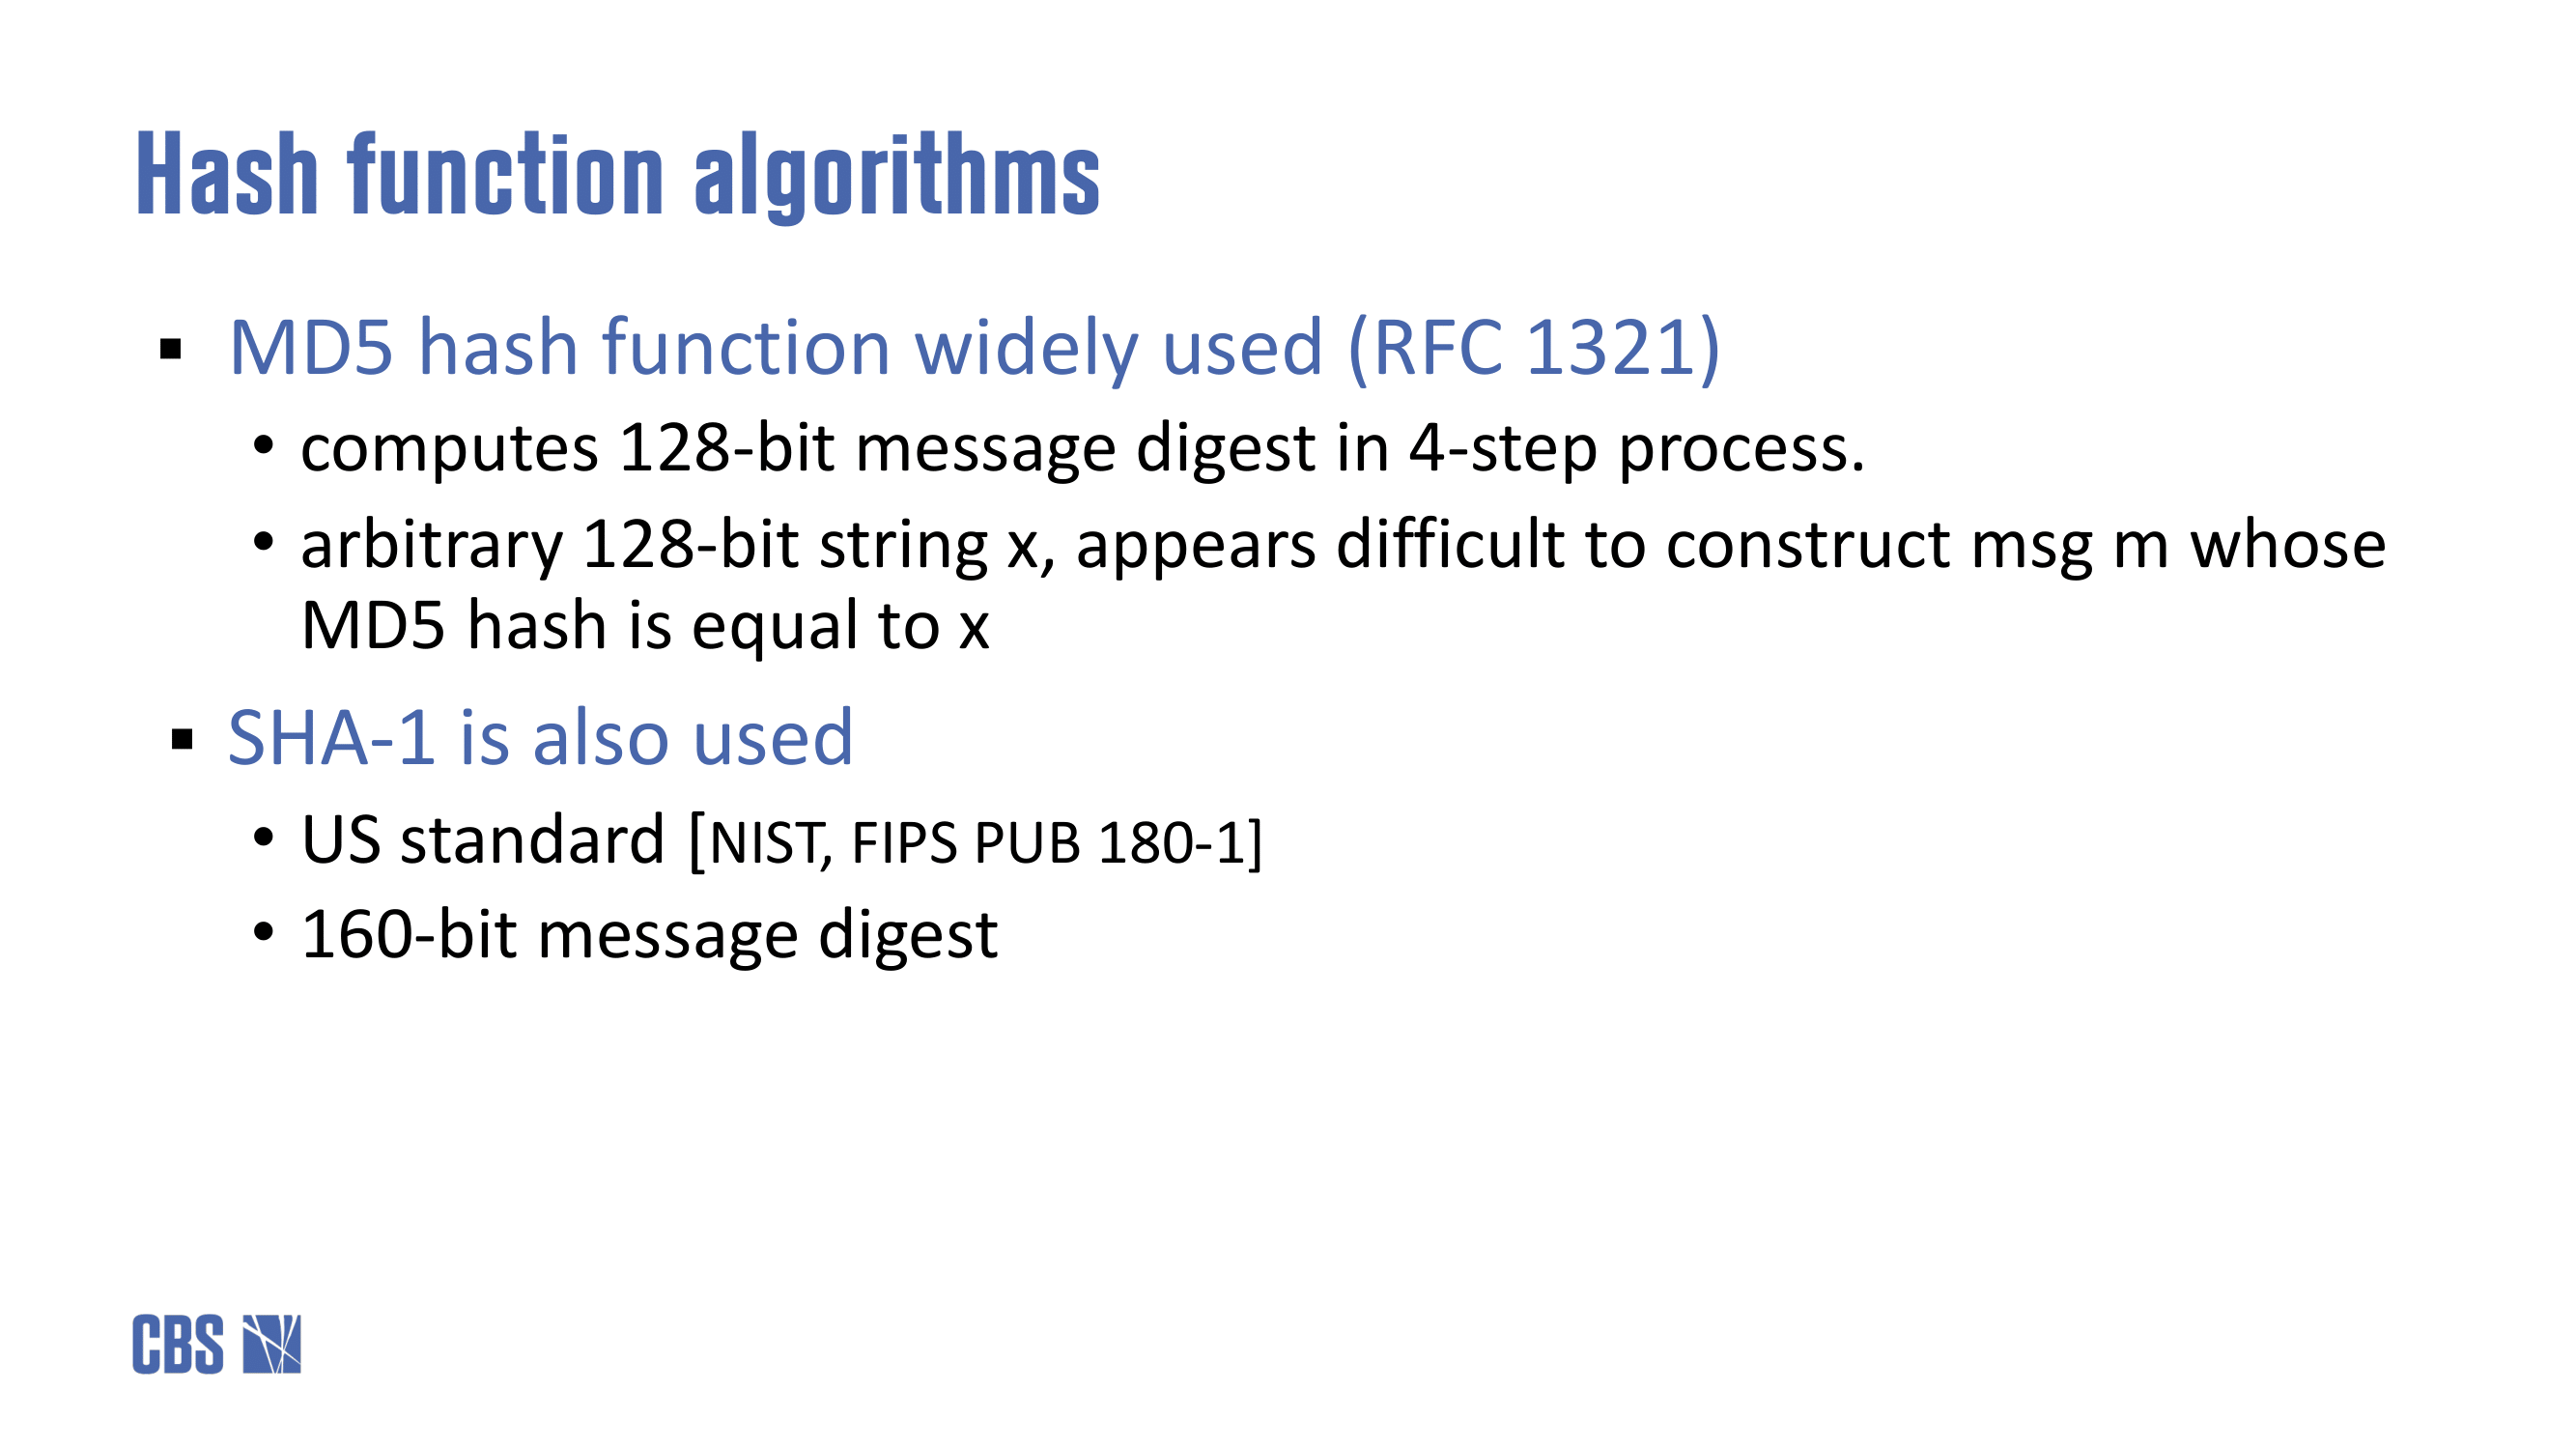 Hash function algorithms
▪ MD5 hash function widely used (RFC 1321)
• computes 128-bit message digest in 4-step process.
• arbitrary 128-bit string x, appears difficult to construct msg m whose
MD5 hash is equal to x
▪ SHA-1 is also used
• US standard [NIST, FIPS PUB 180-1]
• 160-bit message digest
CBS